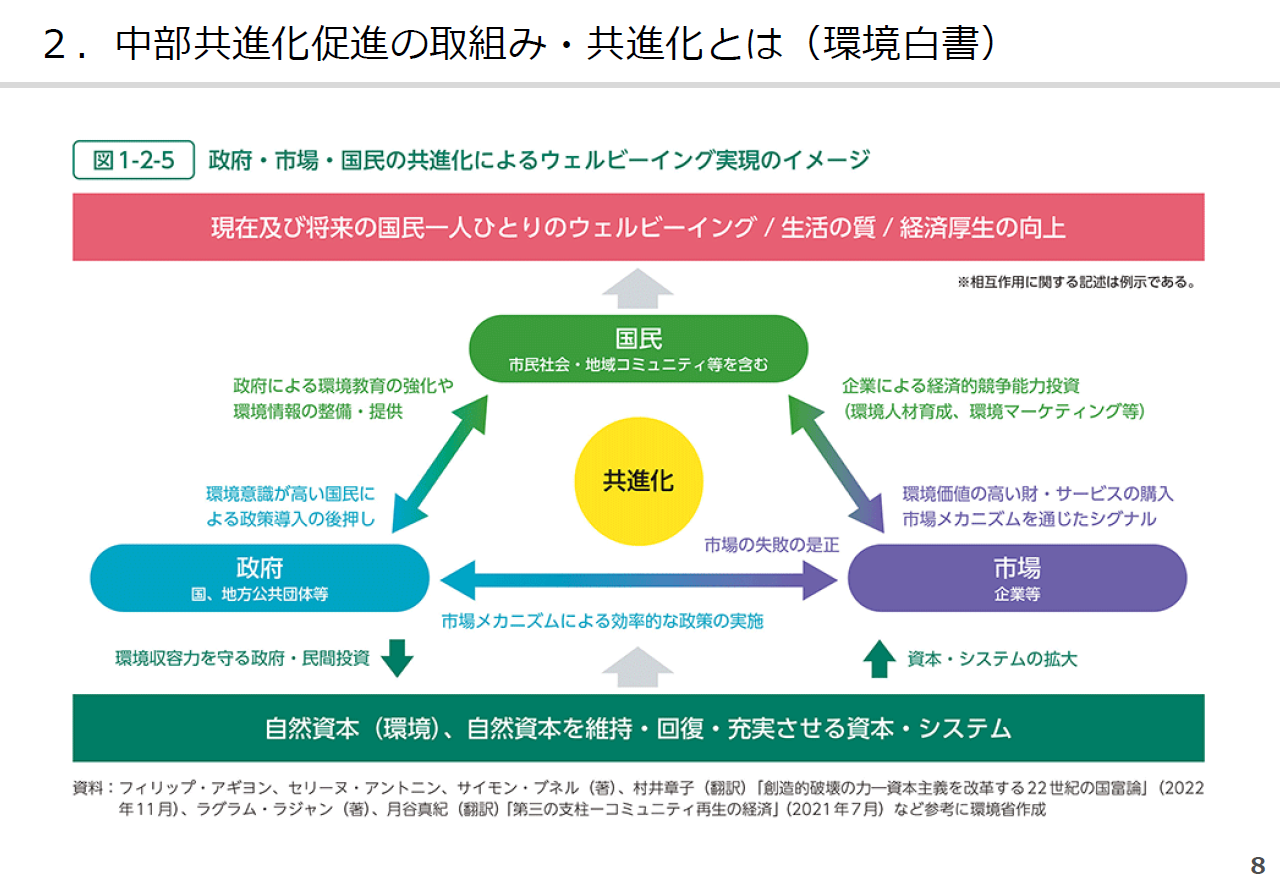 ２．中部共進化促進の取組み・共進化とは（環境白書）
図1-2-5 政府・市場・国民の共進化によるウェルビーイング実現のイメージ
現在及び将来の国民一人ひとりのウェルビーイング / 生活の質 / 経済厚生の向上
※相互作用に関する記述は例示である。
国民
市民社会・地域コミュニティ等を含む
政府による環境教育の強化や
環境情報の整備・提供
企業による経済的競争能力投資
（環境人材育成、環境マーケティング等）
共進化
環境意識が高い国民に
よる政策導入の後押し
環境価値の高い財・サービスの購入
市場メカニズムを通じたシグナル
市場の失敗の是正
政府
国、地方公共団体等
市場
企業等
市場メカニズムによる効率的な政策の実施
環境収容力を守る政府・民間投資
資本・システムの拡大
自然資本（環境）、自然資本を維持・回復・充実させる資本・システム
資料：フィリップ・アギヨン、セリーヌ・アントニン、サイモン・ブネル（著）、村井章子（翻訳）「創造的破壊の力―資本主義を改革する22世紀の国富論」（2022
年11月）、ラグラム・ラジャン（著）、月谷真紀（翻訳）「第三の支柱―コミュニティ再生の経済」（2021年7月）など参考に環境省作成
8